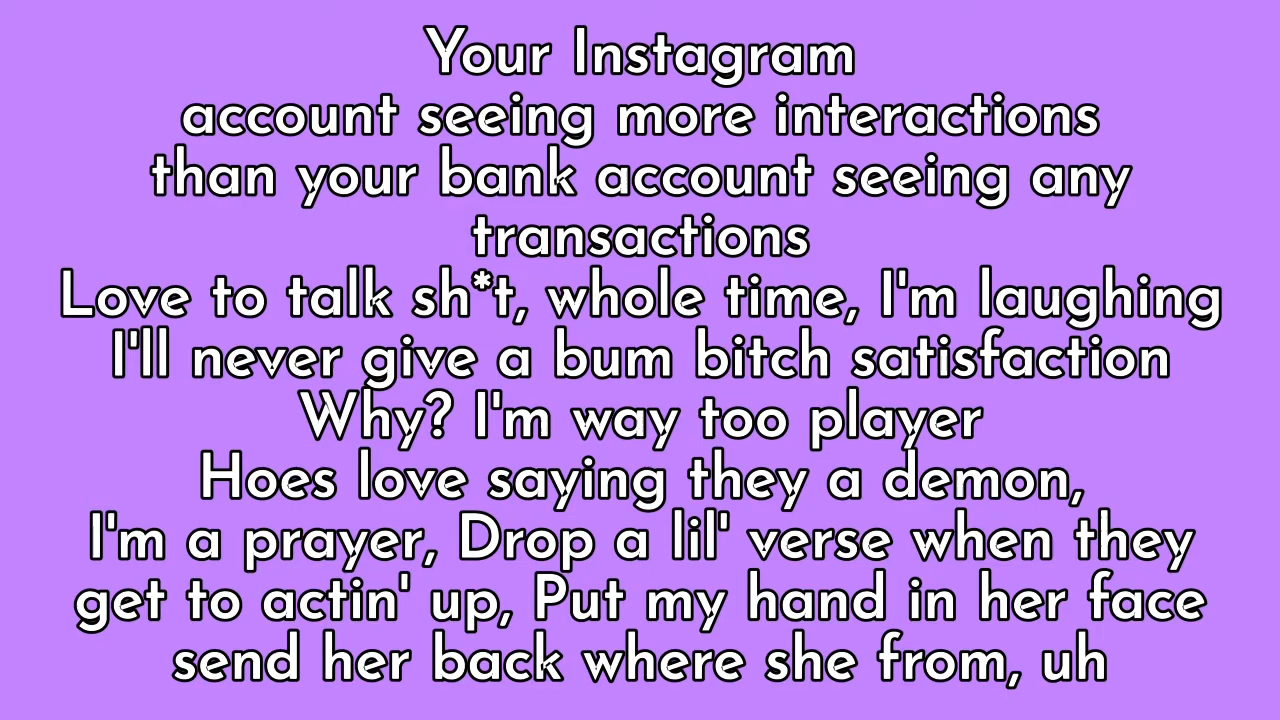 Your Instagram
account seeing more interactions
than your bank account seeing any
transactions
Love to talk sh*t, whole time, I'm laughing
I'll never give a bum bitch satisfaction
Why? I'm way too player
Hoes love saying they a demon,
I'm a prayer, Drop a lil' verse when they
get to actin' up, Put my hand in her face
send her back where she from, uh